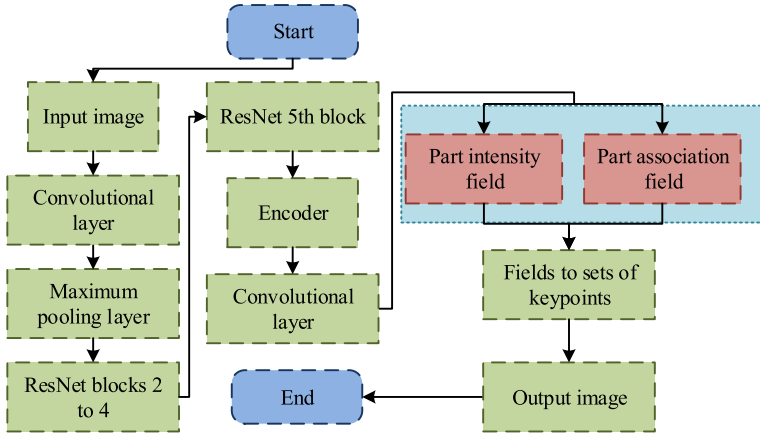 Start
Input image
Convolutional
layer
Maximum
pooling layer
ResNet blocks 2
to 4
ResNet 5th block
Encoder
Convolutional
layer
Part intensity
field
Part association
field
Fields to sets of
keypoints
Output image
End